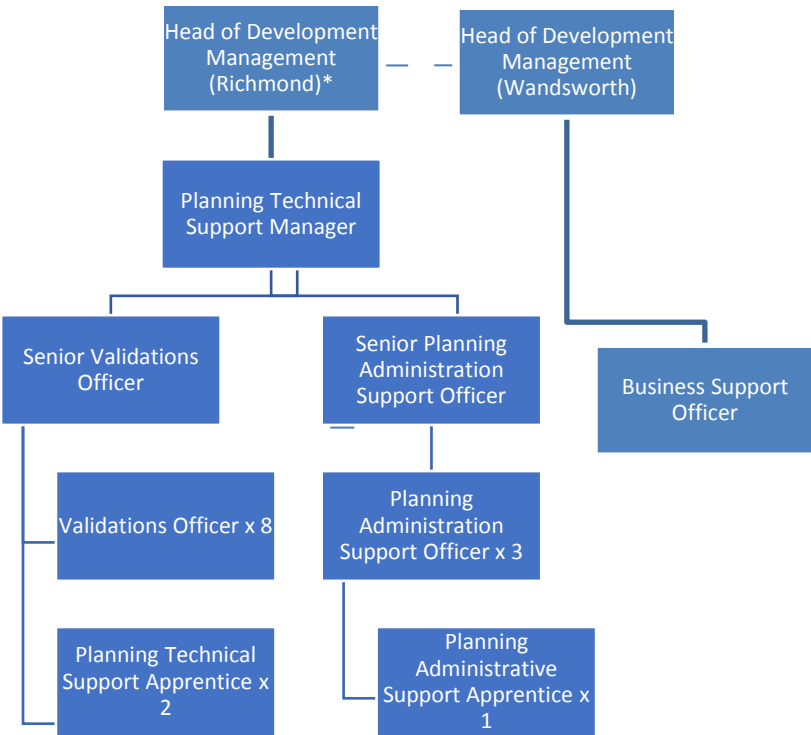 Head of Development
Management
(Richmond)*
Head of Development
Management
(Wandsworth)
Planning Technical
Support Manager
Senior Validations
Officer
Senior Planning
Administration
Support Officer
Business Support
Officer
Validations Officer x 8
Planning
Administration
Support Officer x 3
Planning Technical
Support Apprentice x
2
Planning
Administrative
Support Apprentice x
1